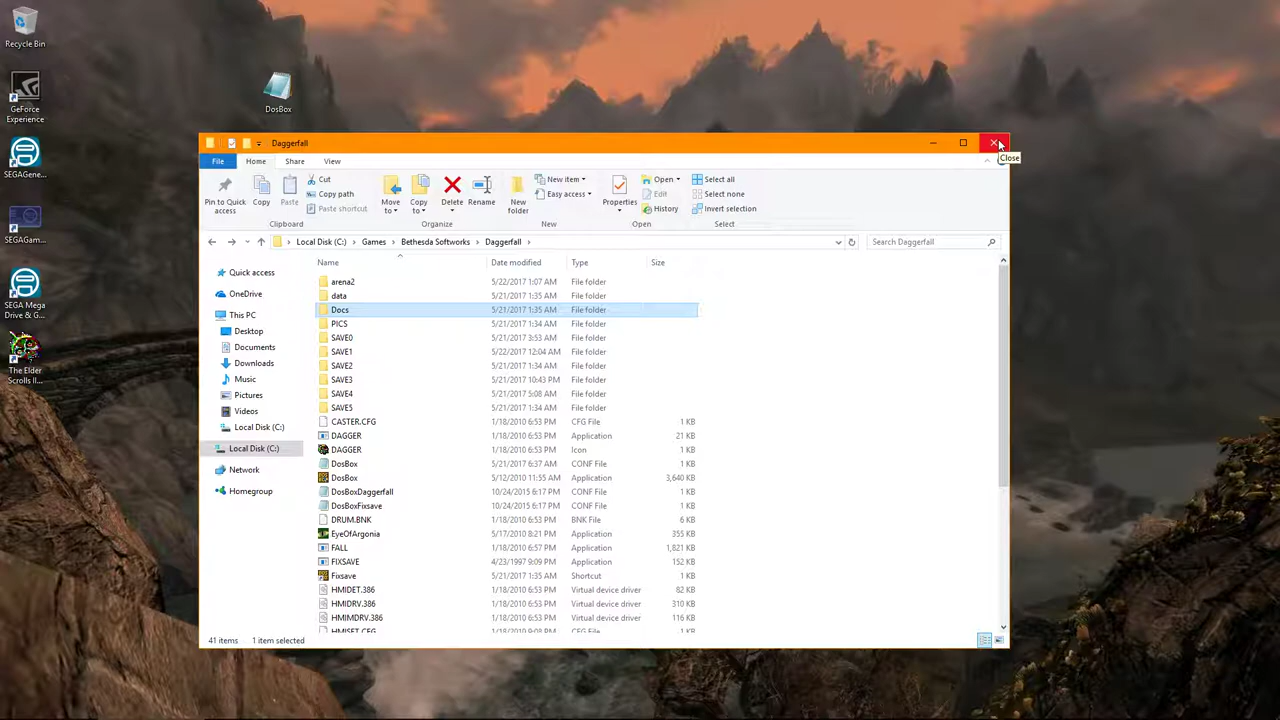 Recycle Bin
GeForce
Experience
SEGAGene...
SEGAGam...
SEGA Mega
Drive & G...
The Elder
Scrolls II...
DosBox
Daggerfall
Close
File Home Share View
Pin to Quick
access
Copy
Paste
Cut
Copy path
Paste shortcut
Clipboard
Move
to
Copy
to
Delete
Rename
Organize
New
folder
New item
Easy access
New
Properties
Open
Edit
History
Open
Select all
Select none
Invert selection
Select
Local Disk (C:) Games Bethesda Softworks Daggerfall
Search Daggerfall
Quick access
OneDrive
This PC
Desktop
Documents
Downloads
Music
Pictures
Videos
Local Disk (C:)
Local Disk (C:)
Network
Homegroup
Name Date modified Type Size
arena2 5/22/2017 1:07 AM File folder
data 5/21/2017 1:35 AM File folder
Docs 5/21/2017 1:35 AM File folder
PICS 5/21/2017 1:34 AM File folder
SAVE0 5/21/2017 3:53 AM File folder
SAVE1 5/22/2017 12:04 AM File folder
SAVE2 5/21/2017 1:34 AM File folder
SAVE3 5/21/2017 10:43 PM File folder
SAVE4 5/21/2017 5:08 AM File folder
SAVE5 5/21/2017 1:34 AM File folder
CASTER.CFG 1/18/2010 6:53 PM CFG File 1 KB
DAGGER 1/18/2010 6:53 PM Application 21 KB
DAGGER 1/18/2010 6:53 PM Icon 1 KB
DosBox 5/21/2017 6:37 AM CONF File 1 KB
DosBox 5/12/2010 11:55 AM Application 3,640 KB
DosBoxDaggerfall 10/24/2015 6:17 PM CONF File 1 KB
DosBoxFixsave 10/24/2015 6:17 PM CONF File 1 KB
DRUM.BNK 1/18/2010 6:53 PM BNK File 6 KB
EyeOfArgonia 5/17/2017 8:21 PM Application 355 KB
FALL 1/18/2010 6:57 PM Application 1,821 KB
FIXSAVE 4/23/1997 9:09 PM Application 152 KB
Fixsave 5/21/2017 1:35 AM Shortcut 1 KB
HMIDET.386 1/18/2010 6:53 PM Virtual device driver 82 KB
HMIDRV.386 1/18/2010 6:53 PM Virtual device driver 310 KB
HMIMDRV.386 1/18/2010 6:53 PM Virtual device driver 116 KB
HMISET.CFG 1/18/2010 9:08 PM CFG File 1 KB
41 items 1 item selected